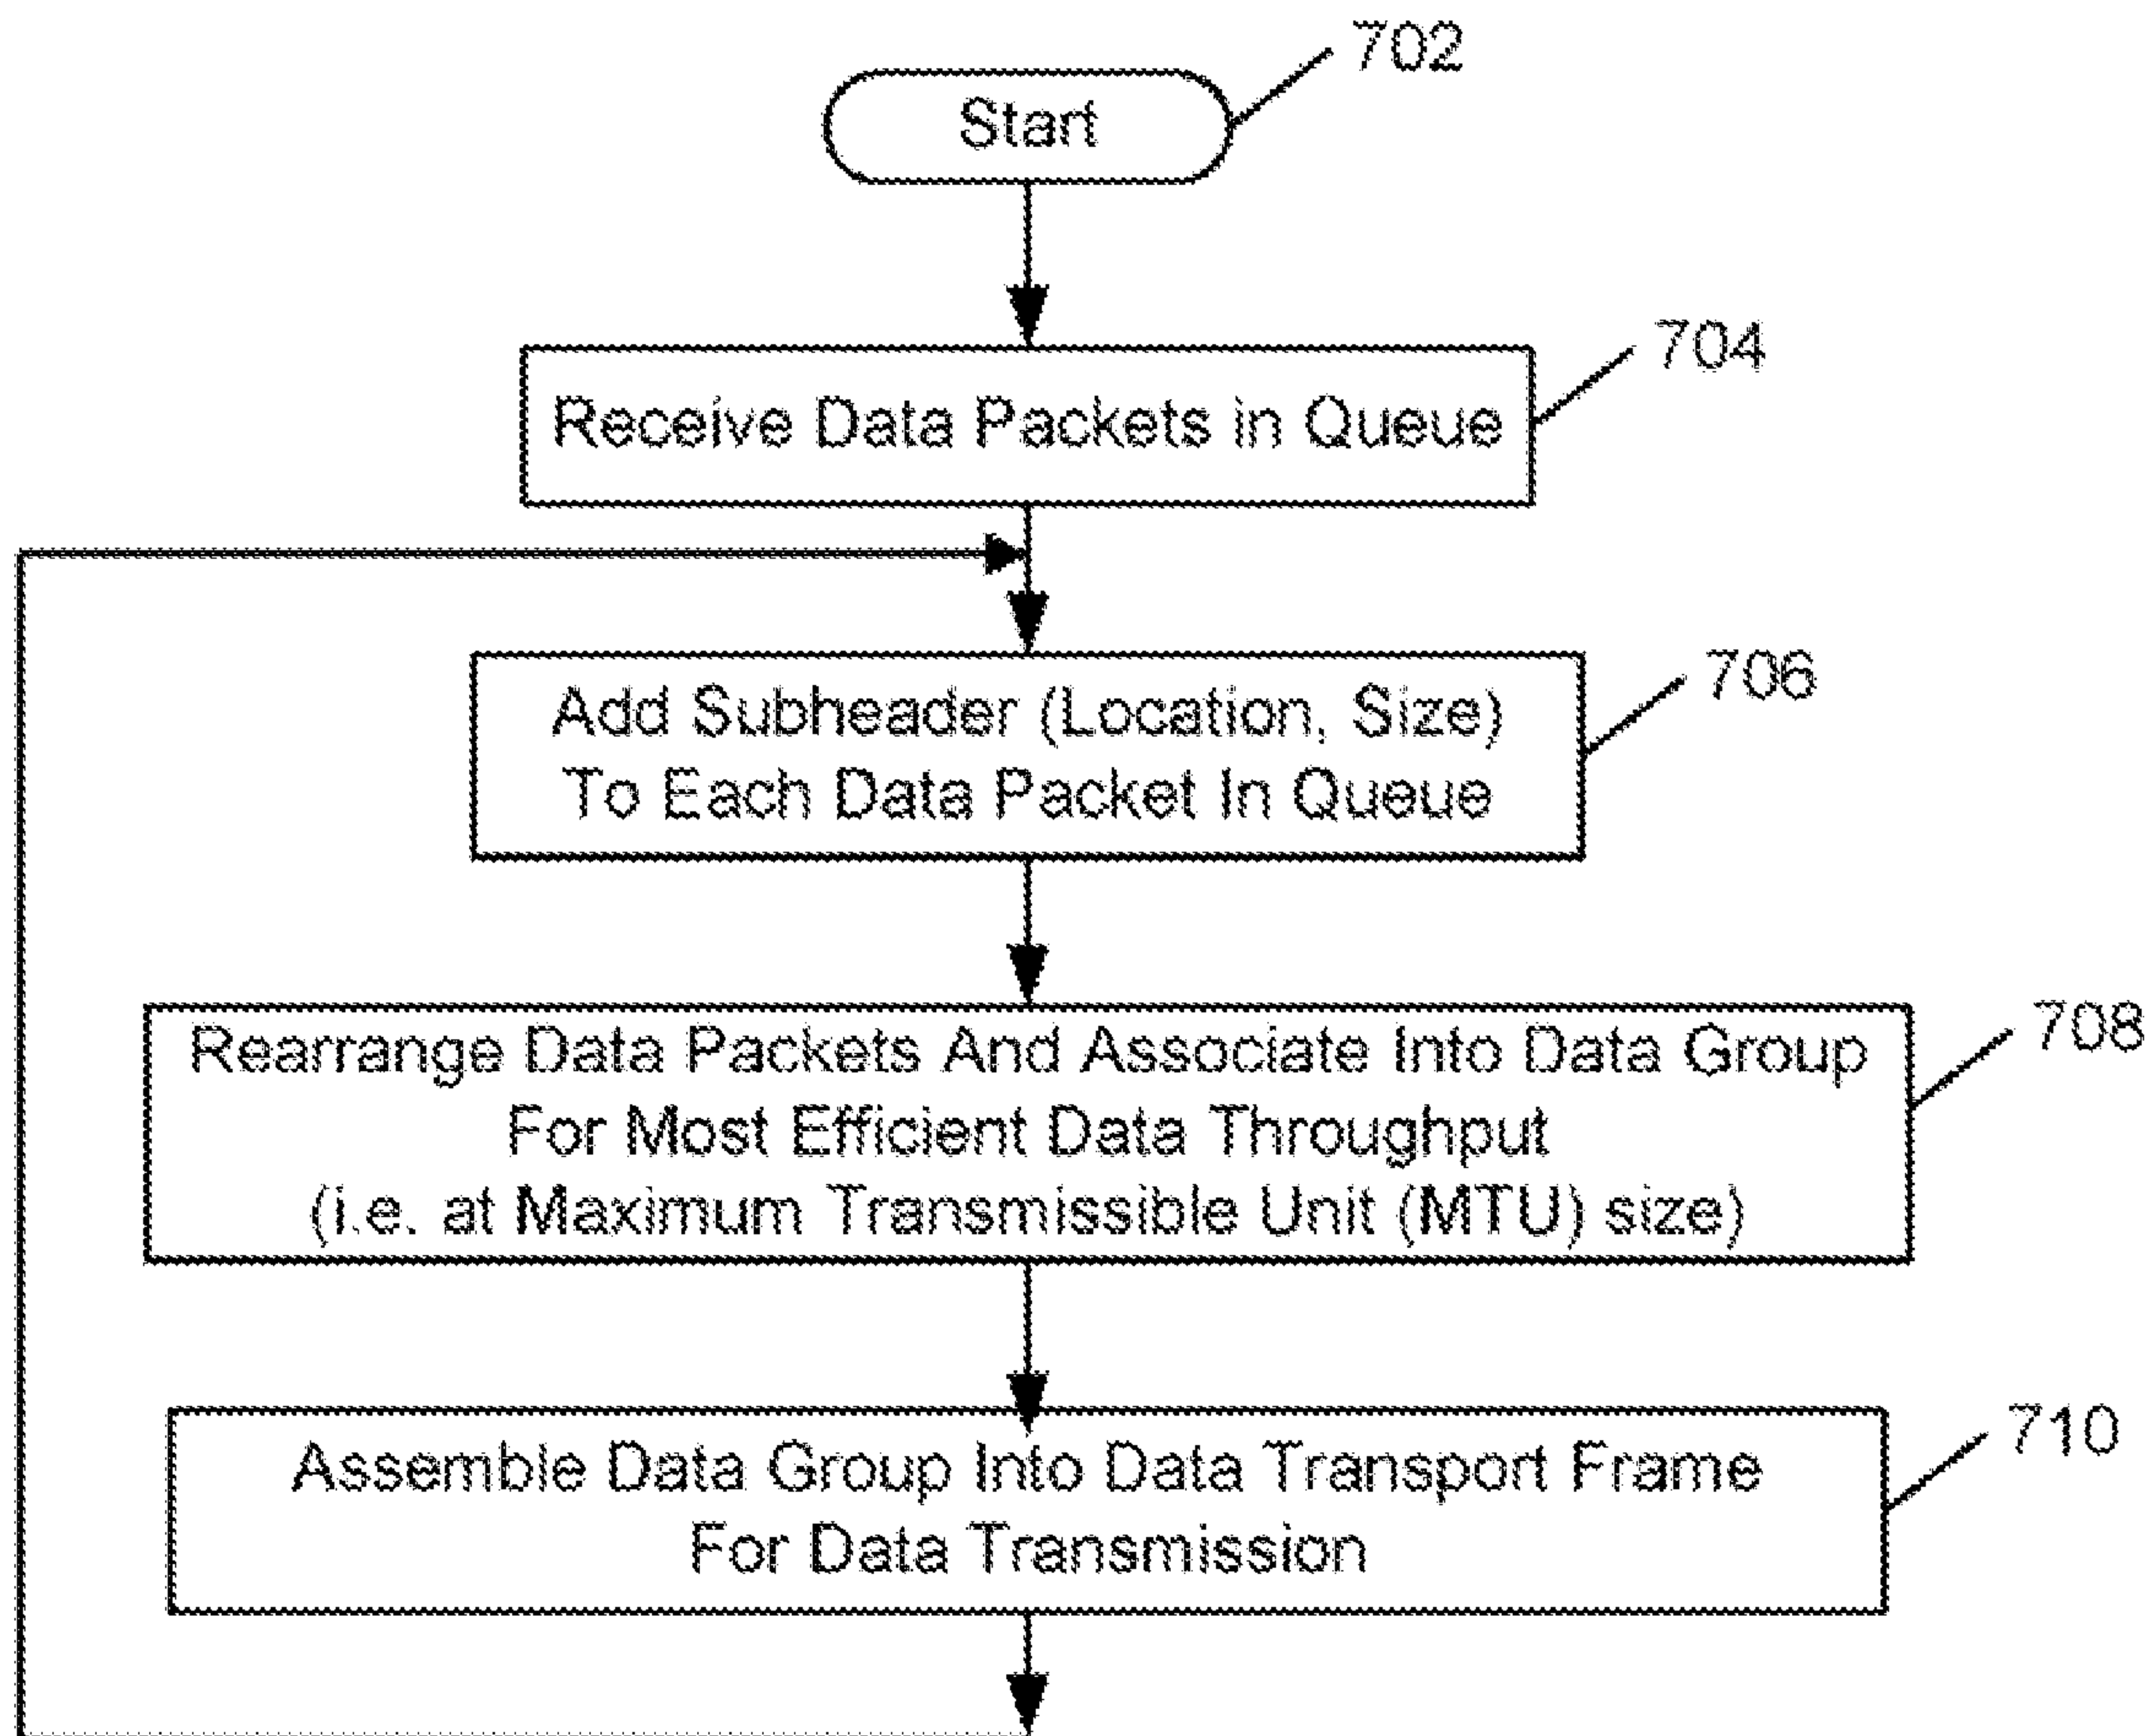 702
Start
704
Receive Data Packets in Queue
706
Add Subheader (Location, Size)
To Each Data Packet In Queue
708
Rearrange Data Packets And Associate Into Data Group
For Most Efficient Data Throughput
(i.e. at Maximum Transmissible Unit (MTU) size)
710
Assemble Data Group Into Data Transport Frame
For Data Transmission